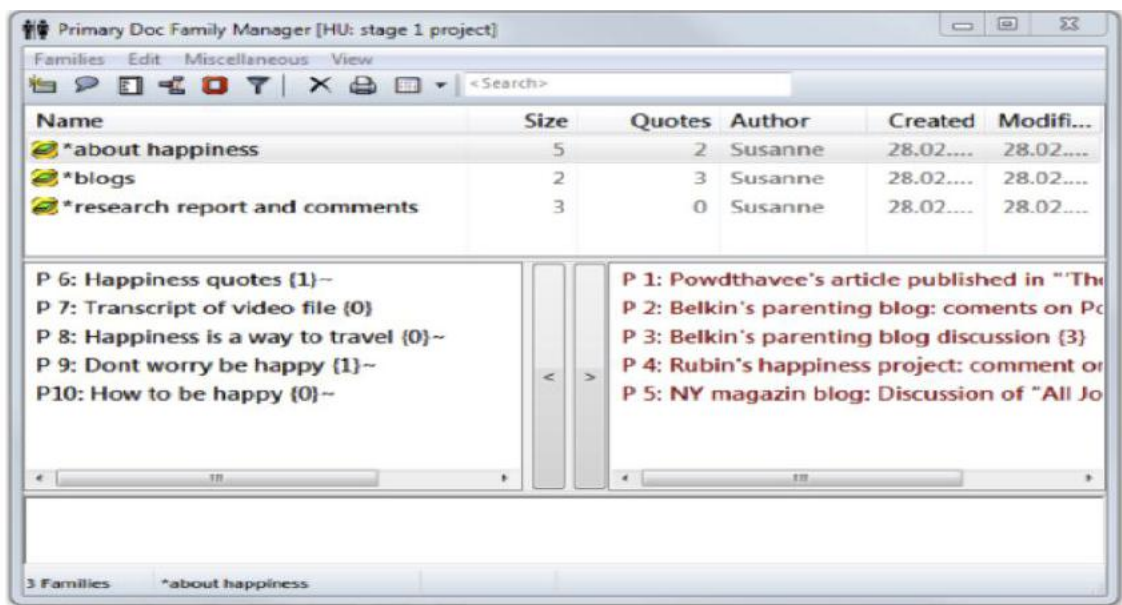 Primary Doc Family Manager [HU: stage 1 project]
Families Edit Miscellaneous View
<Search>
Name Size Quotes Author Created Modifi...
*about happiness 5 2 Susanne 28.02.... 28.02....
*blogs 2 3 Susanne 28.02.... 28.02....
*research report and comments 3 0 Susanne 28.02.... 28.02....
P 6: Happiness quotes {1}~
P 7: Transcript of video file {0}
P 8: Happiness is a way to travel {0}~
P 9: Dont worry be happy {1}~
P10: How to be happy {0}~
< >
P 1: Powdthavee's article published in "'The
P 2: Belkin's parenting blog: coments on Po
P 3: Belkin's parenting blog discussion {3}
P 4: Rubin's happiness project: comment or
P 5: NY magazin blog: Discussion of "All Jo
3 Families *about happiness